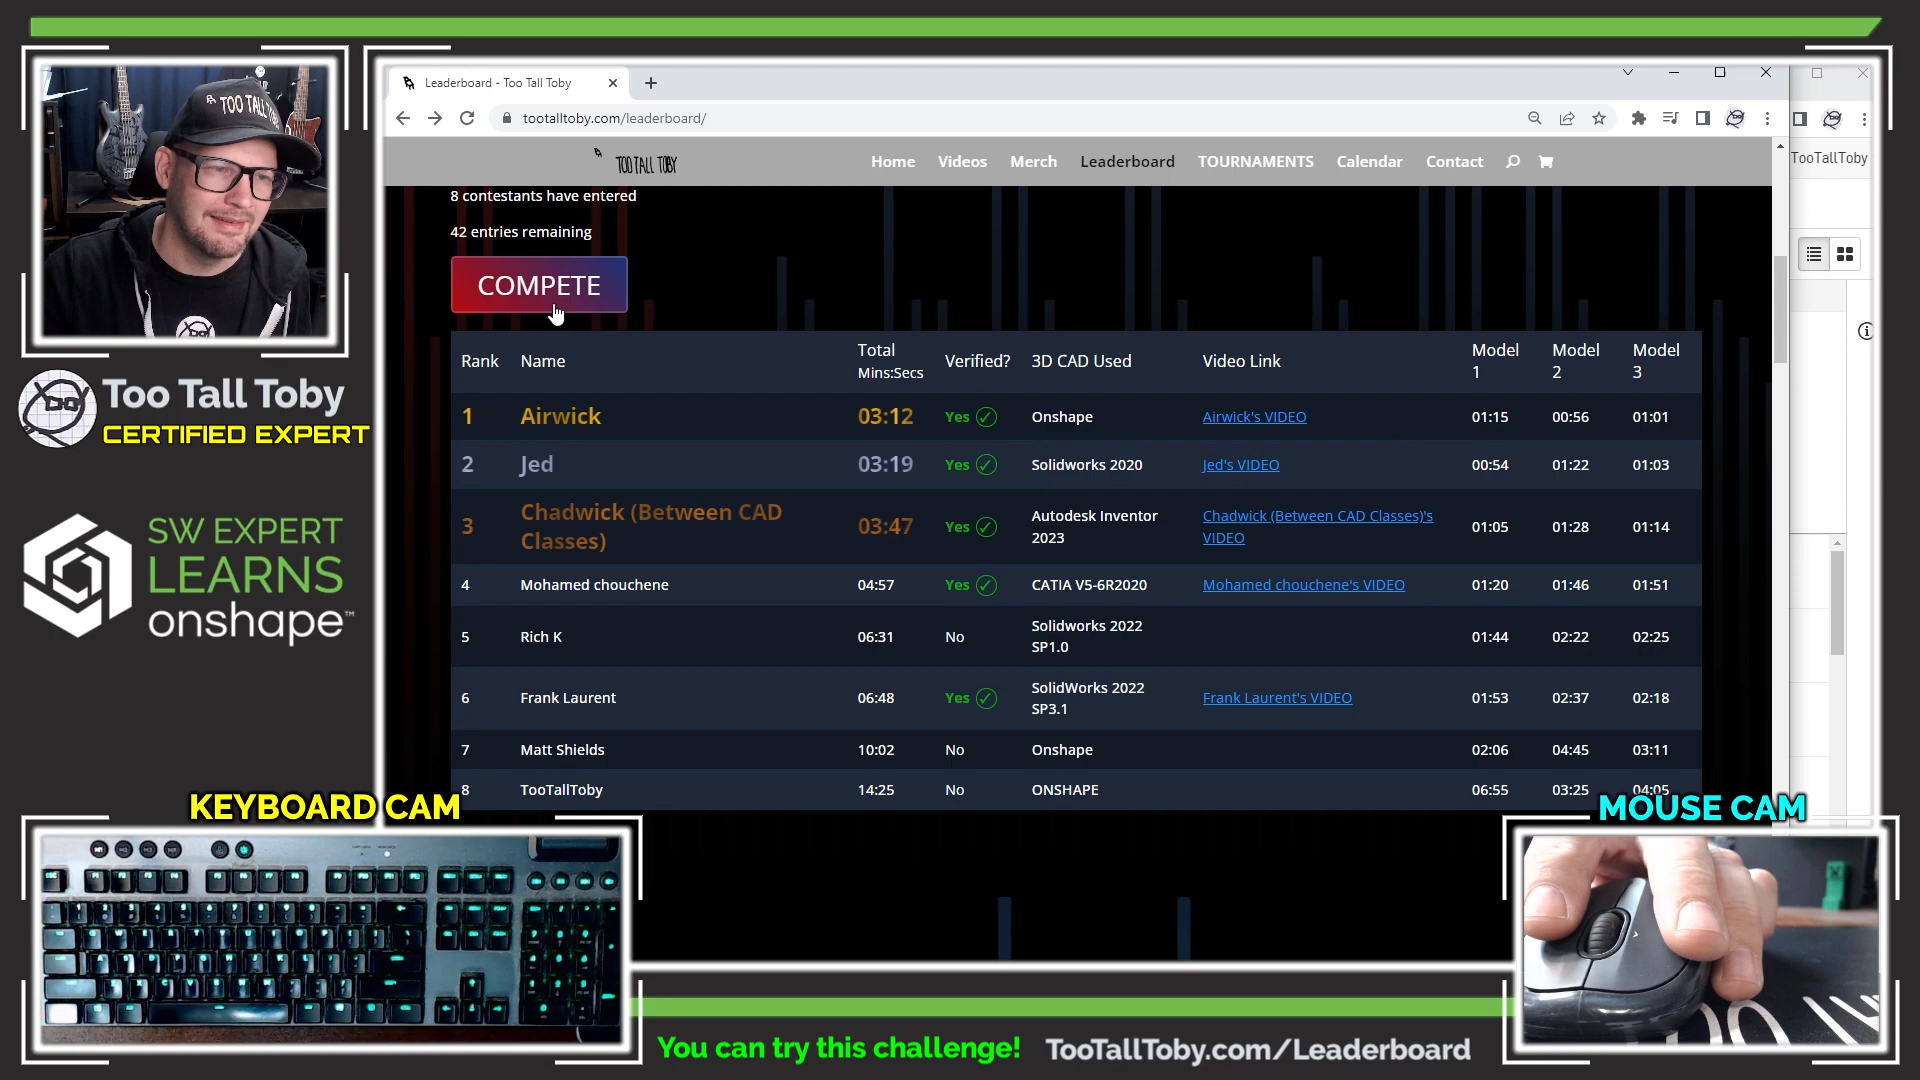 TOO TALL TOBY
Too Tall Toby
CERTIFIED EXPERT
SW EXPERT
LEARNS
onshape™
Leaderboard - Too Tall Toby
tootalltoby.com/leaderboard/
TooTallToby
TOO TALL TOBY
Home Videos Merch Leaderboard TOURNAMENTS Calendar Contact
8 contestants have entered
42 entries remaining
COMPETE
Rank Name Total Mins:Secs Verified? 3D CAD Used Video Link Model 1 Model 2 Model 3
1 Airwick 03:12 Yes Onshape Airwick's VIDEO 01:15 00:56 01:01
2 Jed 03:19 Yes Solidworks 2020 Jed's VIDEO 00:54 01:22 01:03
3 Chadwick (Between CAD Classes) 03:47 Yes Autodesk Inventor 2023 Chadwick (Between CAD Classes)'s VIDEO 01:05 01:28 01:14
4 Mohamed chouchene 04:57 Yes CATIA V5-6R2020 Mohamed chouchene's VIDEO 01:20 01:46 01:51
5 Rich K 06:31 No Solidworks 2022 SP1.0 01:44 02:22 02:25
6 Frank Laurent 06:48 Yes SolidWorks 2022 SP3.1 Frank Laurent's VIDEO 01:53 02:37 02:18
7 Matt Shields 10:02 No Onshape 02:06 04:45 03:11
8 TooTallToby 14:25 No ONSHAPE 06:55 03:25 04:05
KEYBOARD CAM
MOUSE CAM
You can try this challenge! TooTallToby.com/Leaderboard